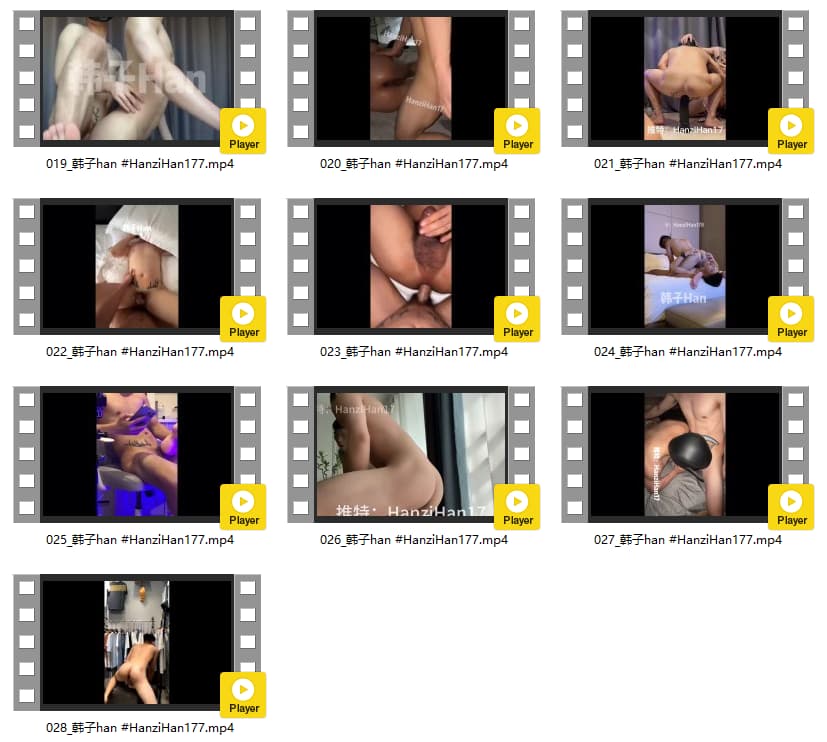 韩子Han
Player
019_韩子han #HanziHan177.mp4
HanziHan17
HanziHan17
Player
020_韩子han #HanziHan177.mp4
推特：HanziHan17
Player
021_韩子han #HanziHan177.mp4
韩子Han
Player
022_韩子han #HanziHan177.mp4
Player
023_韩子han #HanziHan177.mp4
韩子Han
Player
024_韩子han #HanziHan177.mp4
Player
025_韩子han #HanziHan177.mp4
特：HanziHan17
推特：HanziHan17
Player
026_韩子han #HanziHan177.mp4
推特：HanziHan17
Player
027_韩子han #HanziHan177.mp4
Player
028_韩子han #HanziHan177.mp4